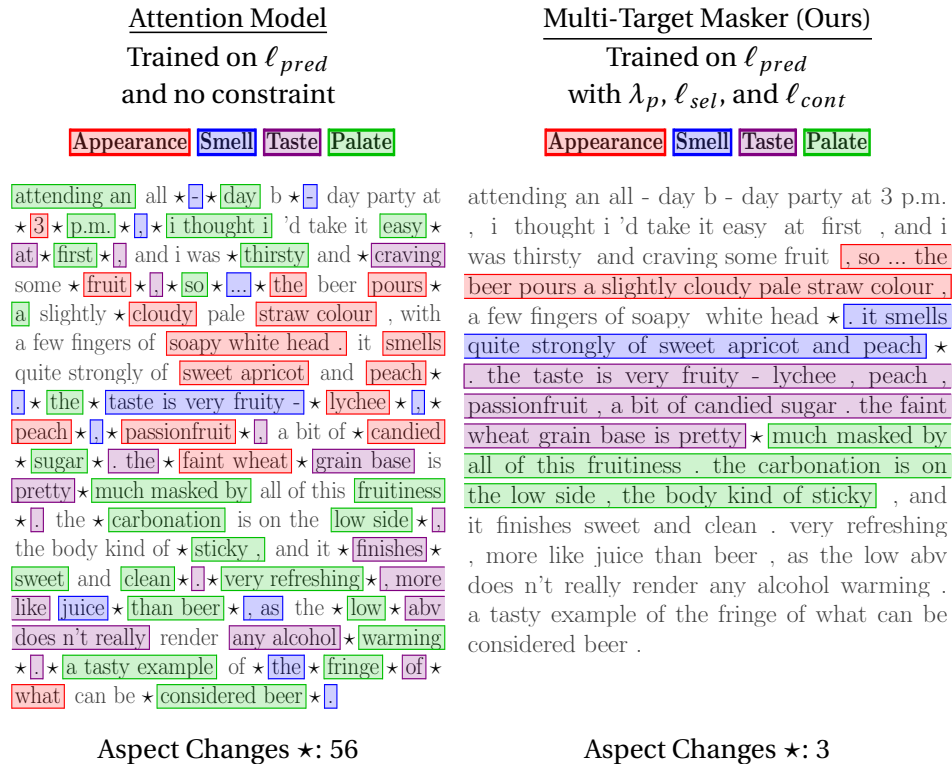 Attention Model
Trained on ℓpred
and no constraint
Appearance Smell Taste Palate
attending an all ⋆ - ⋆ day b ⋆ - day party at
⋆ 3 ⋆ p.m. ⋆ , ⋆ i thought i 'd take it easy ⋆
at ⋆ first ⋆ , and i was ⋆ thirsty and ⋆ craving
some ⋆ fruit ⋆ , ⋆ so ⋆ ... ⋆ the beer pours ⋆
a slightly ⋆ cloudy pale straw colour , with
a few fingers of soapy white head . it smells
quite strongly of sweet apricot and peach ⋆
. ⋆ the ⋆ taste is very fruity - ⋆ lychee ⋆ , ⋆
peach ⋆ , ⋆ passionfruit ⋆ , a bit of ⋆ candied
⋆ sugar ⋆ . the ⋆ faint wheat ⋆ grain base is
pretty ⋆ much masked by all of this fruitiness
⋆ . the ⋆ carbonation is on the low side ⋆ ,
the body kind of ⋆ sticky , and it ⋆ finishes ⋆
sweet and clean ⋆ . ⋆ very refreshing ⋆ , more
like juice ⋆ than beer ⋆ , as the ⋆ low ⋆ abv
does n't really render any alcohol ⋆ warming
⋆ . ⋆ a tasty example of ⋆ the ⋆ fringe ⋆ of ⋆
what can be ⋆ considered beer ⋆ .
Aspect Changes ⋆: 56
Multi-Target Masker (Ours)
Trained on ℓpred
with λp, ℓsel, and ℓcont
Appearance Smell Taste Palate
attending an all - day b - day party at 3 p.m.
, i thought i 'd take it easy at first , and i
was thirsty and craving some fruit , so ... the
beer pours a slightly cloudy pale straw colour ,
a few fingers of soapy white head ⋆ . it smells
quite strongly of sweet apricot and peach ⋆
. the taste is very fruity - lychee , peach ,
passionfruit , a bit of candied sugar . the faint
wheat grain base is pretty ⋆ much masked by
all of this fruitiness . the carbonation is on
the low side , the body kind of sticky , and
it finishes sweet and clean . very refreshing
, more like juice than beer , as the low abv
does n't really render any alcohol warming .
a tasty example of the fringe of what can be
considered beer .
Aspect Changes ⋆: 3